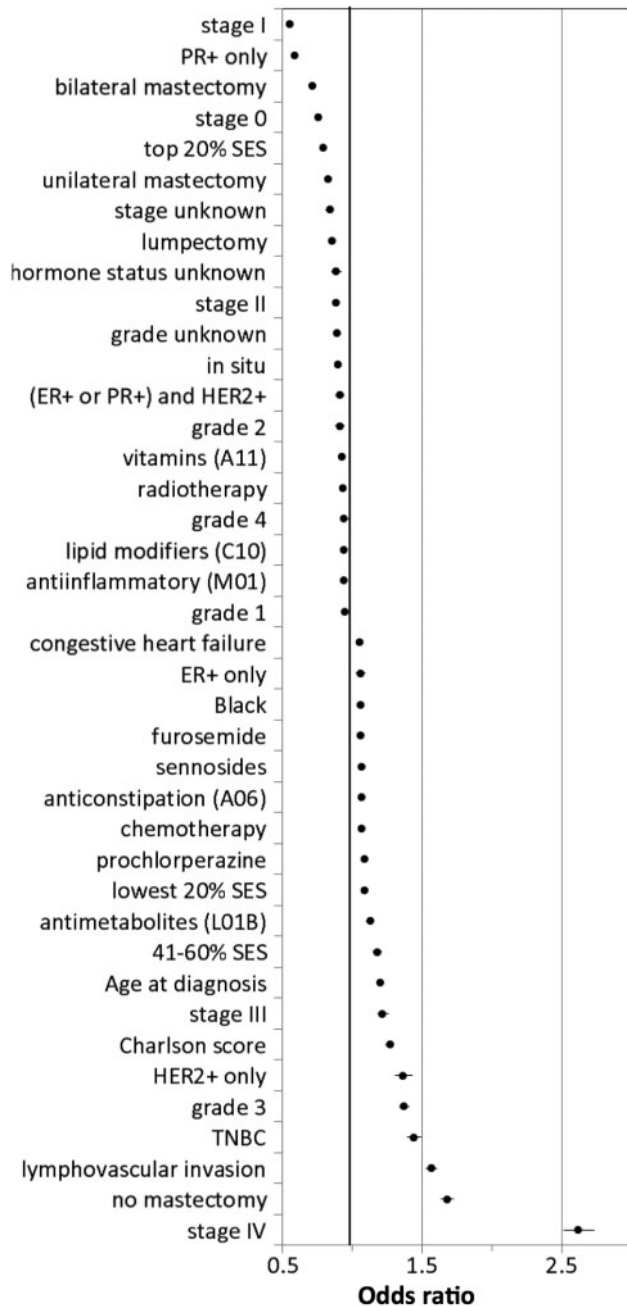 stage I
PR+ only
bilateral mastectomy
stage 0
top 20% SES
unilateral mastectomy
stage unknown
lumpectomy
hormone status unknown
stage II
grade unknown
in situ
(ER+ or PR+) and HER2+
grade 2
vitamins (A11)
radiotherapy
grade 4
lipid modifiers (C10)
antiinflammatory (M01)
grade 1
congestive heart failure
ER+ only
Black
furosemide
sennosides
anticonstipation (A06)
chemotherapy
prochlorperazine
lowest 20% SES
antimetabolites (L01B)
41-60% SES
Age at diagnosis
stage III
Charlson score
HER2+ only
grade 3
TNBC
lymphovascular invasion
no mastectomy
stage IV
0.5 1.5 2.5
Odds ratio